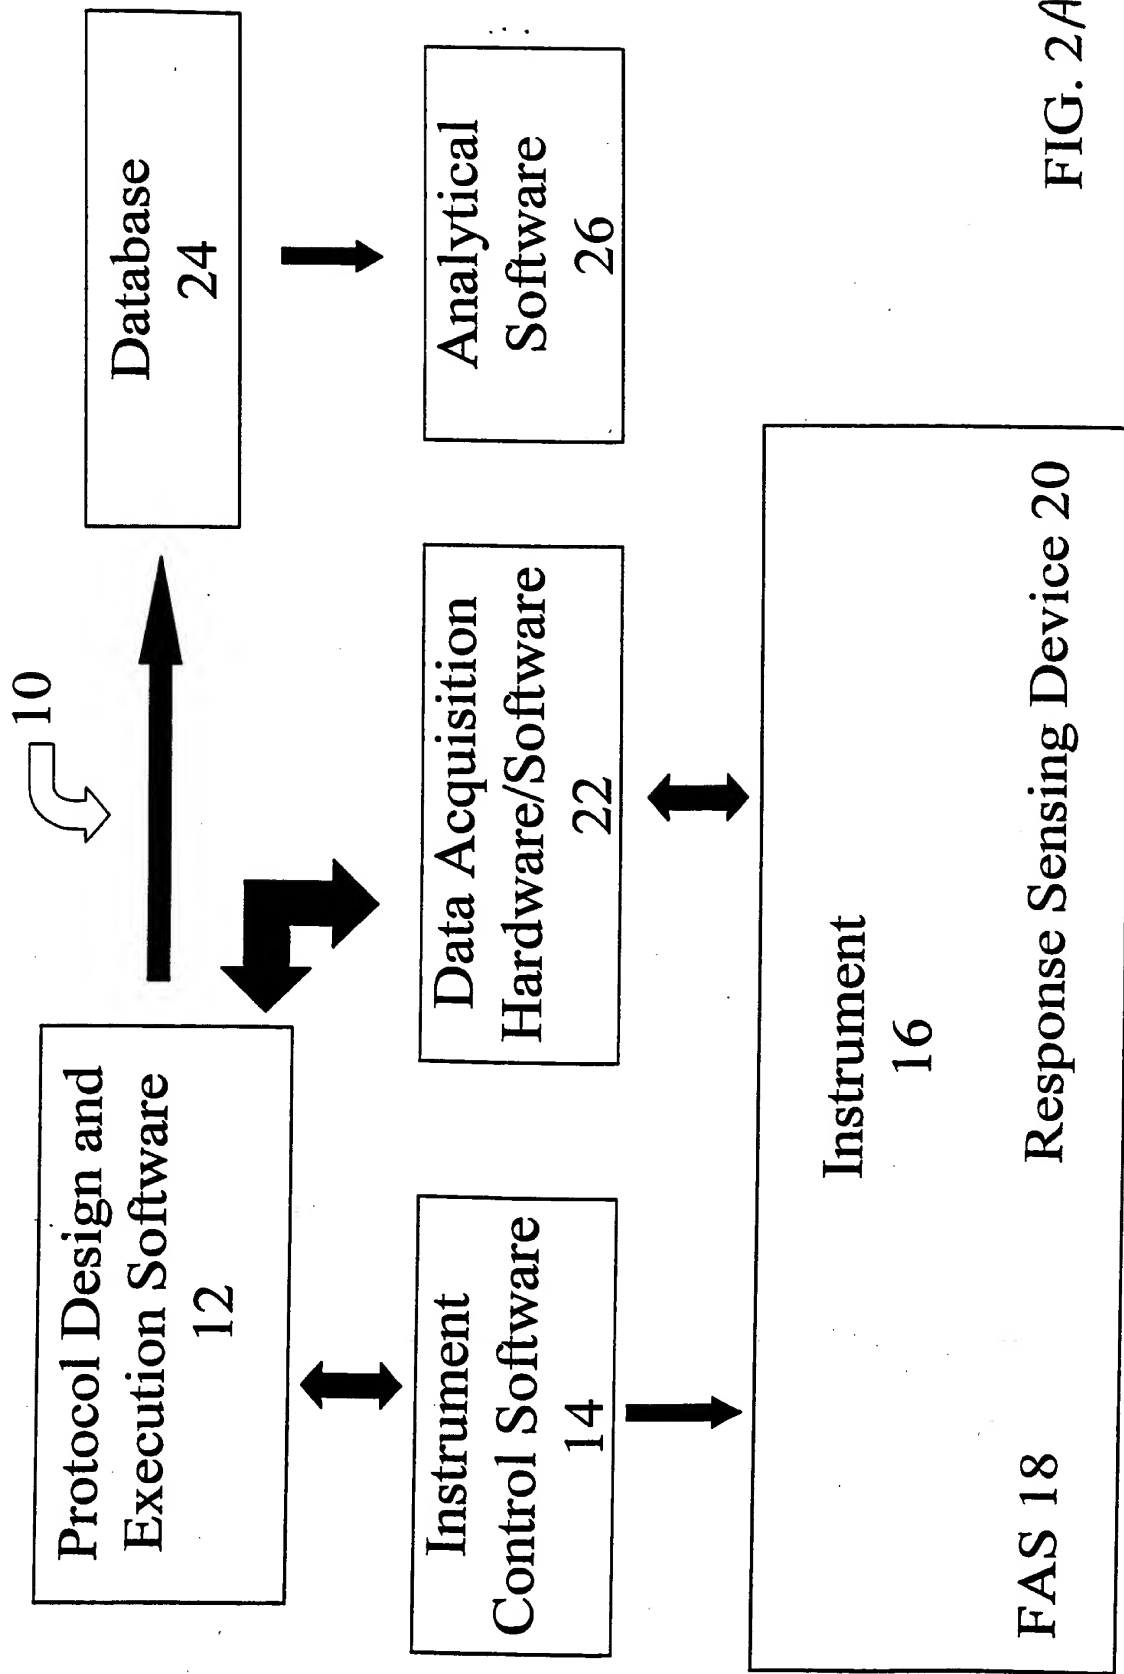 10
Protocol Design and
Execution Software
12
Database
24
Instrument
Control Software
14
Data Acquisition
Hardware/Software
22
Analytical
Software
26
Instrument
16
FAS 18
Response Sensing Device 20
FIG. 2A